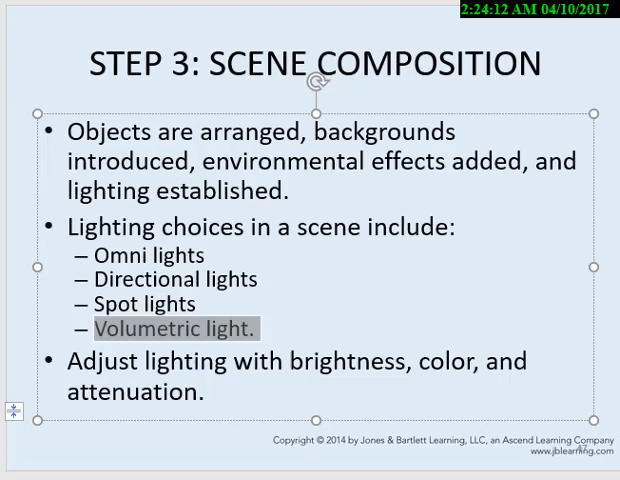 2:24:12 AM 04/10/2017
STEP 3: SCENE COMPOSITION
• Objects are arranged, backgrounds
introduced, environmental effects added, and
lighting established.
• Lighting choices in a scene include:
– Omni lights
– Directional lights
– Spot lights
– Volumetric light.
• Adjust lighting with brightness, color, and
attenuation.
Copyright © 2014 by Jones & Bartlett Learning, LLC, an Ascend Learning Company
www.jblearning.com